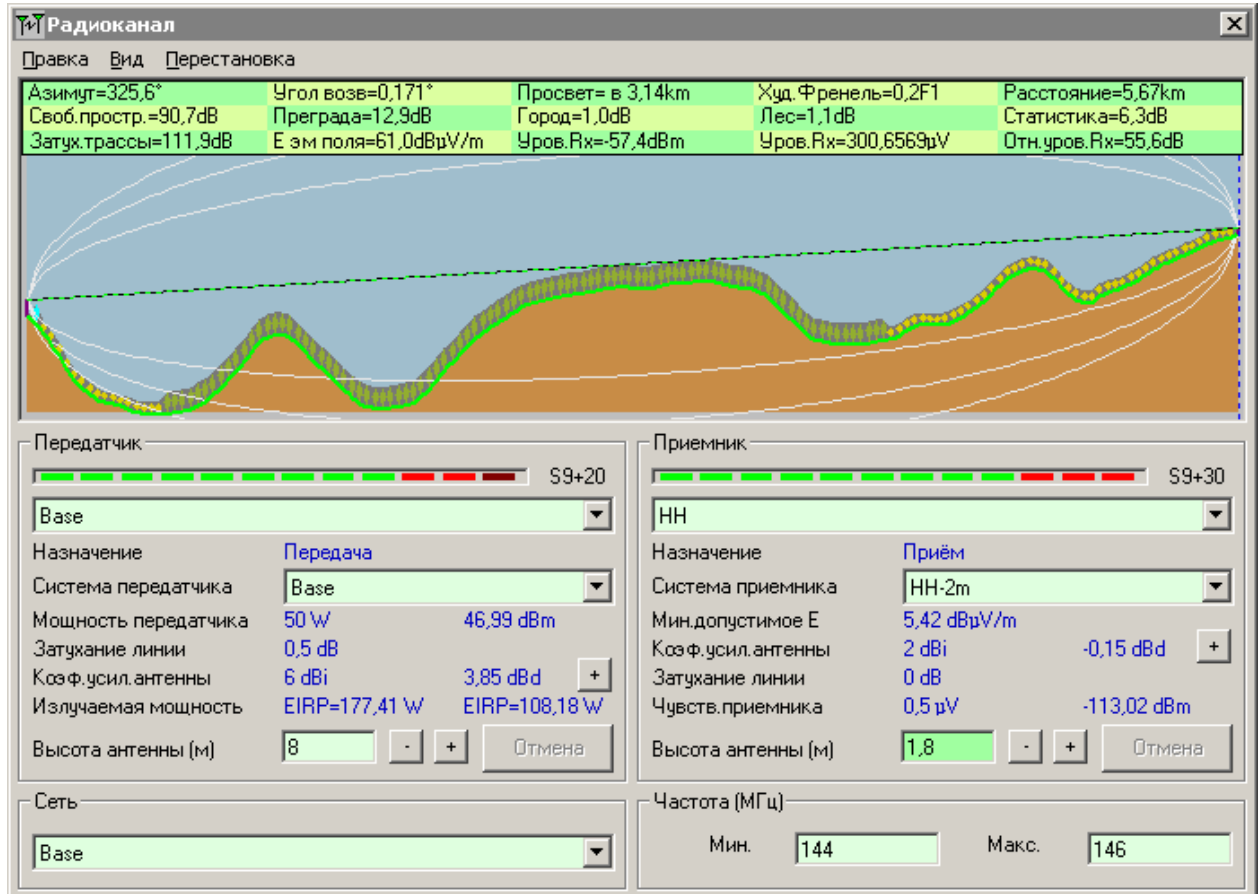 Радиоканал
Правка Вид Перестановка
Азимут=325,6° Угол возв=0,171° Просвет= в 3,14km Худ.Френель=0,2F1 Расстояние=5,67km
Своб.простр.=90,7dB Преграда=12,9dB Город=1,0dB Лес=1,1dB Статистика=6,3dB
Затух.трассы=111,9dB E эм поля=61,0dBµV/m Уров.Rx=-57,4dBm Уров.Rx=300,6569µV Отн.уров.Rx=55,6dB
Передатчик
S9+20
Base
Назначение Передача
Система передатчика Base
Мощность передатчика 50 W 46,99 dBm
Затухание линии 0,5 dB
Коэф.усил.антенны 6 dBi 3,85 dBd +
Излучаемая мощность EIRP=177,41 W EIRP=108,18 W
Высота антенны (м) 8 - + Отмена
Приемник
S9+30
HH
Назначение Приём
Система приемника HH-2m
Мин.допустимое E 5,42 dBµV/m
Коэф.усил.антенны 2 dBi -0,15 dBd +
Затухание линии 0 dB
Чувств.приемника 0,5 µV -113,02 dBm
Высота антенны (м) 1,8 - + Отмена
Сеть
Base
Частота (МГц)
Мин. 144 Макс. 146